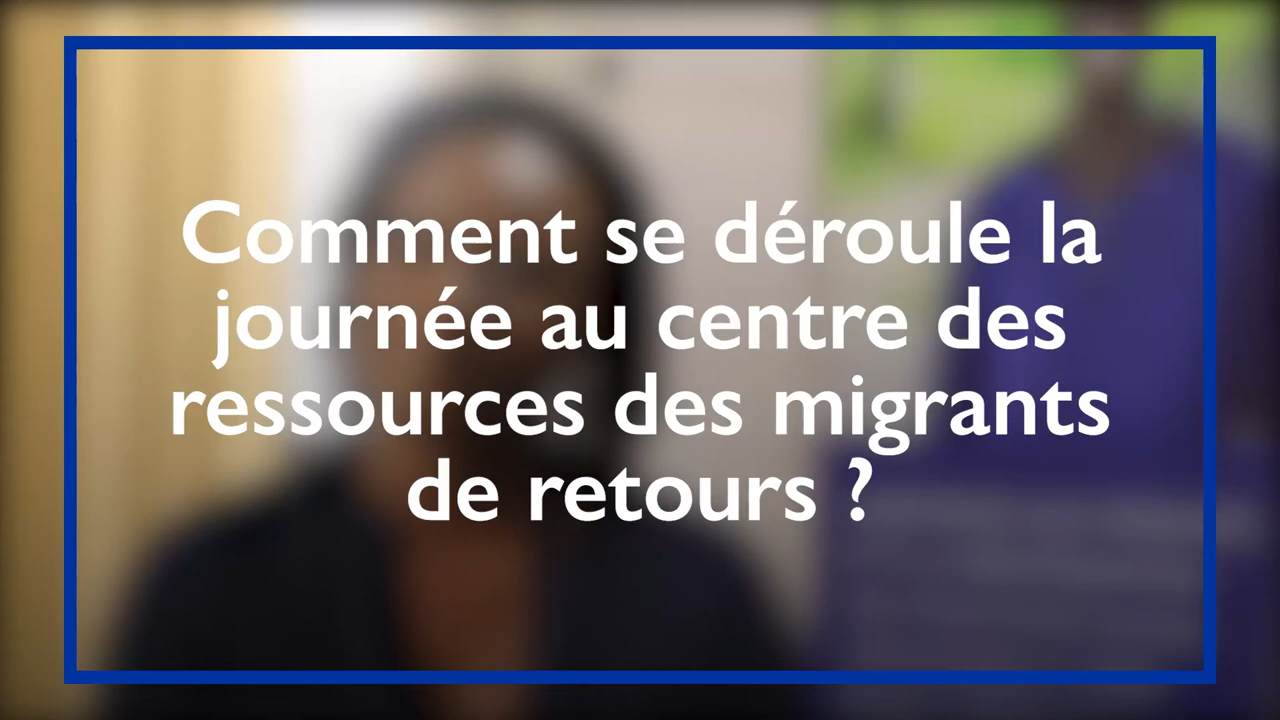 Comment se déroule la
journée au centre des
ressources des migrants
de retours ?